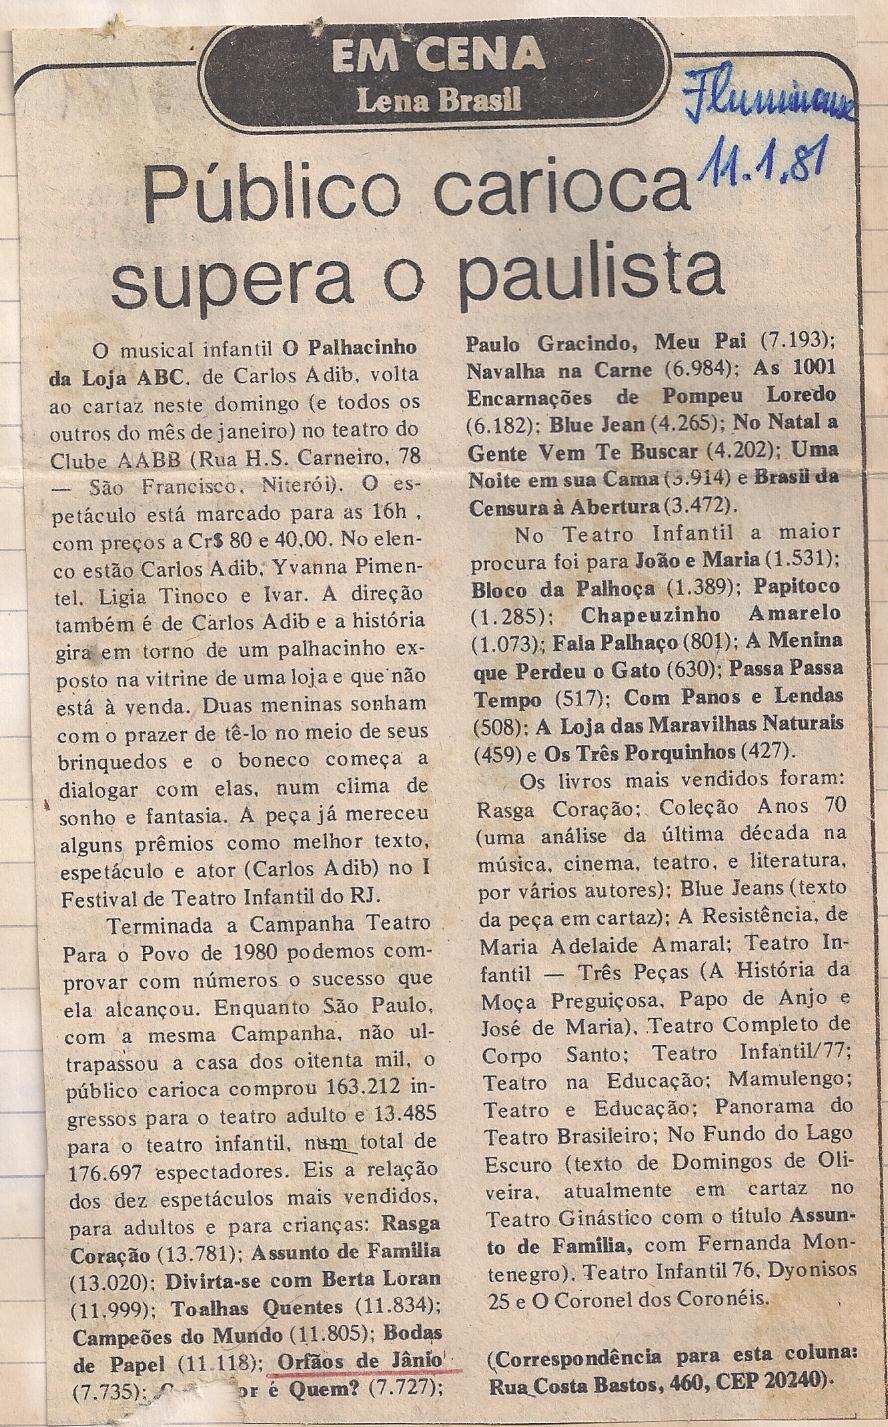 EM CENA
Lena Brasil
Fluminense
11.1.81
Público carioca
supera o paulista
O musical infantil O Palhacinho
da Loja ABC, de Carlos Adib, volta
ao cartaz neste domingo (e todos os
outros do mês de janeiro) no teatro do
Clube AABB (Rua H.S. Carneiro, 78
— São Francisco, Niterói). O es-
petáculo está marcado para as 16h ,
com preços a Cr$ 80 e 40,00. No elen-
co estão Carlos Adib, Yvanna Pimen-
tel, Ligia Tinoco e Ivar. A direção
também é de Carlos Adib e a história
gira em torno de um palhacinho ex-
posto na vitrine de uma loja e que não
está à venda. Duas meninas sonham
com o prazer de tê-lo no meio de seus
brinquedos e o boneco começa a
dialogar com elas, num clima de
sonho e fantasia. A peça já mereceu
alguns prêmios como melhor texto,
espetáculo e ator (Carlos Adib) no I
Festival de Teatro Infantil do RJ.
Terminada a Campanha Teatro
Para o Povo de 1980 podemos com-
provar com números o sucesso que
ela alcançou. Enquanto São Paulo,
com a mesma Campanha, não ul-
trapassou a casa dos oitenta mil, o
público carioca comprou 163.212 in-
gressos para o teatro adulto e 13.485
para o teatro infantil, num total de
176.697 espectadores. Eis a relação
dos dez espetáculos mais vendidos,
para adultos e para crianças: Rasga
Coração (13.781); Assunto de Familia
(13.020); Divirta-se com Berta Loran
(11.999); Toalhas Quentes (11.834);
Campeões do Mundo (11.805); Bodas
de Papel (11.118); Orfãos de Jânio
(7.735); é Quem? (7.727);
Paulo Gracindo, Meu Pai (7.193);
Navalha na Carne (6.984); As 1001
Encarnações de Pompeu Loredo
(6.182); Blue Jean (4.265); No Natal a
Gente Vem Te Buscar (4.202); Uma
Noite em sua Cama (3.914) e Brasil da
Censura à Abertura (3.472).
No Teatro Infantil a maior
procura foi para João e Maria (1.531);
Bloco da Palhoça (1.389); Papitoco
(1.285); Chapeuzinho Amarelo
(1.073); Fala Palhaço (801); A Menina
que Perdeu o Gato (630); Passa Passa
Tempo (517); Com Panos e Lendas
(508); A Loja das Maravilhas Naturais
(459) e Os Três Porquinhos (427).
Os livros mais vendidos foram:
Rasga Coração; Coleção Anos 70
(uma análise da última década na
música, cinema, teatro, e literatura,
por vários autores); Blue Jeans (texto
da peça em cartaz); A Resistência, de
Maria Adelaide Amaral; Teatro In-
fantil — Três Peças (A História da
Moça Preguiçosa, Papo de Anjo e
José de Maria), Teatro Completo de
Corpo Santo; Teatro Infantil/77;
Teatro na Educação; Mamulengo;
Teatro e Educação; Panorama do
Teatro Brasileiro; No Fundo do Lago
Escuro (texto de Domingos de Oli-
veira, atualmente em cartaz no
Teatro Ginástico com o título Assun-
to de Familia, com Fernanda Mon-
tenegro), Teatro Infantil 76, Dyonisos
25 e O Coronel dos Coronéis.
(Correspondência para esta coluna:
Rua Costa Bastos, 460, CEP 20240).